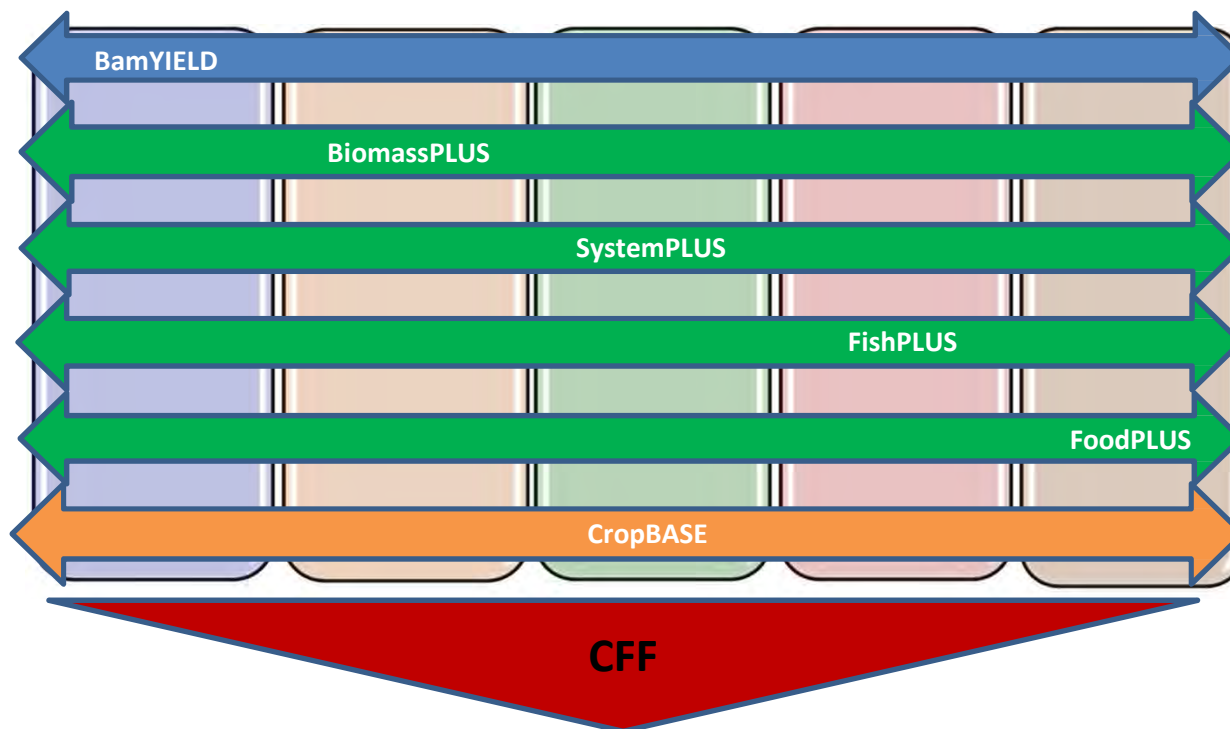 BamYIELD
BiomassPLUS
SystemPLUS
FishPLUS
FoodPLUS
CropBASE
CFF